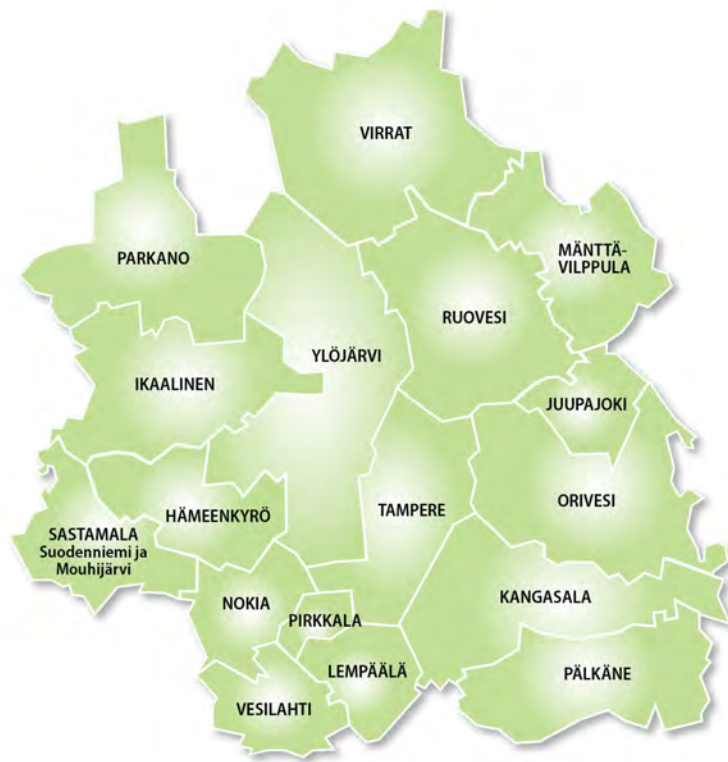 VIRRAT
MÄNTTÄ-
VILPPULA
PARKANO
RUOVESI
YLÖJÄRVI
IKAALINEN
JUUPAJOKI
ORIVESI
TAMPERE
HÄMEENKYRÖ
SASTAMALA
Suodenniemi ja
Mouhijärvi
KANGASALA
NOKIA
PIRKKALA
LEMPÄÄLÄ
PÄLKÄNE
VESILAHTI